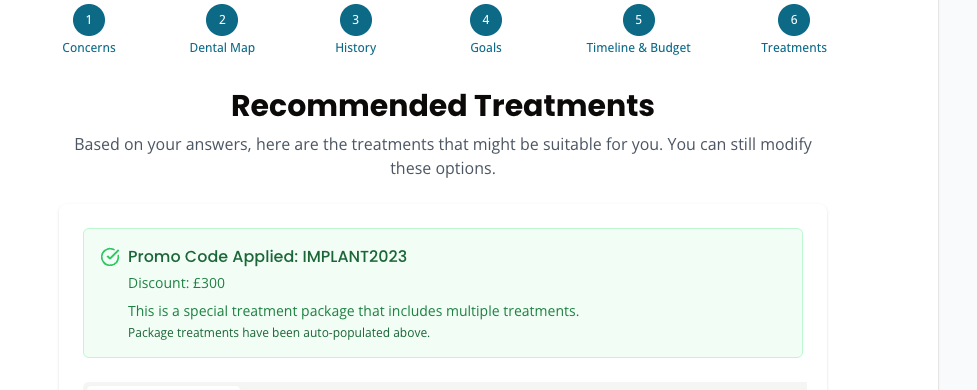 1 2 3 4 5 6
Concerns Dental Map History Goals Timeline & Budget Treatments
Recommended Treatments
Based on your answers, here are the treatments that might be suitable for you. You can still modify
these options.
Promo Code Applied: IMPLANT2023
Discount: £300
This is a special treatment package that includes multiple treatments.
Package treatments have been auto-populated above.